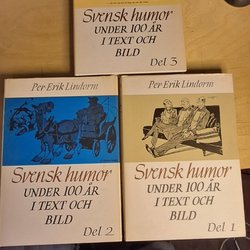 Svensk humor
UNDER 100 ÅR
I TEXT OCH
BILD
Del 3
Per Erik Lindorm
Svensk humor
UNDER 100 ÅR
I TEXT OCH
BILD
Del 2
Per Erik Lindorm
Svensk humor
UNDER 100 ÅR
I TEXT OCH
BILD
Del 1